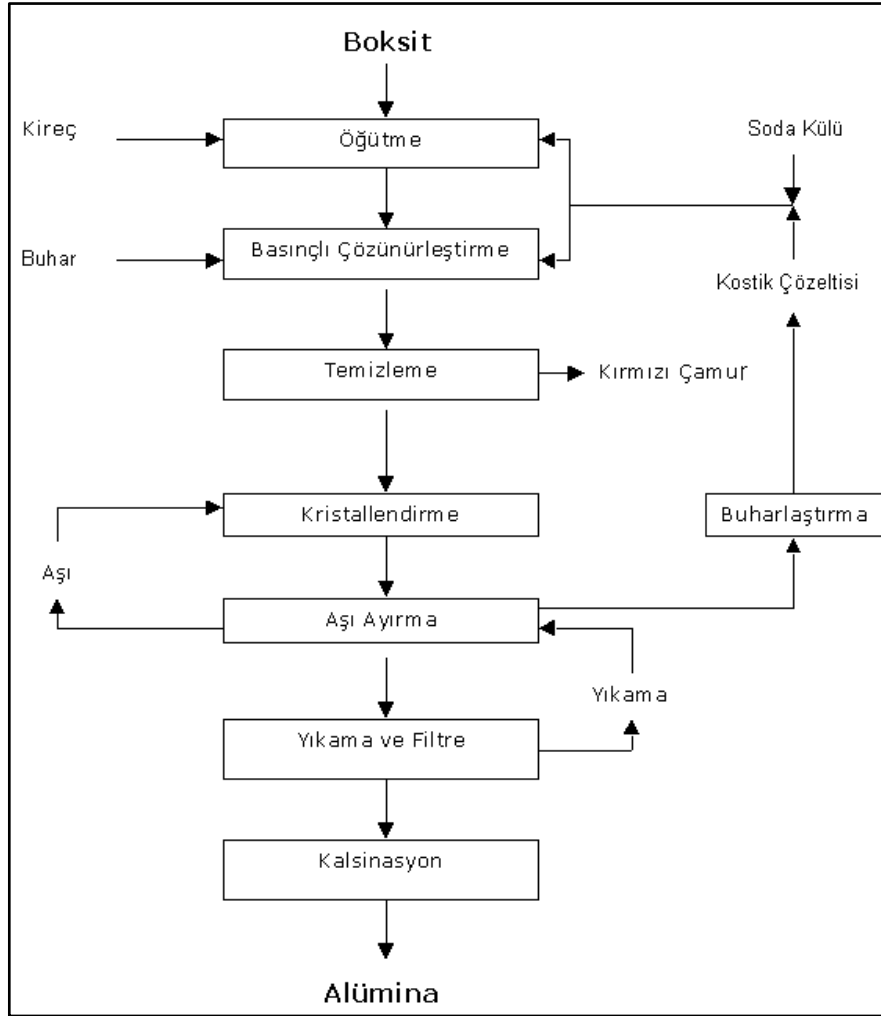 Boksit
Kireç
Öğütme
Soda Külü
Buhar
Basınçlı Çözünürleştirme
Kostik Çözeltisi
Temizleme
Kırmızı Çamur
Kristallendirme
Buharlaştırma
Aşı
Aşı Ayırma
Yıkama
Yıkama ve Filtre
Kalsinasyon
Alümina